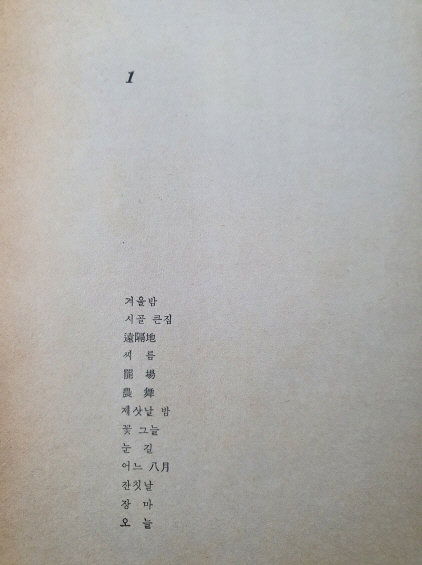 1
겨울밤
시골 큰집
遠隔地
씨 름
罷 場
農 舞
제삿날 밤
꽃 그늘
눈 길
어느 八月
잔칫날
장 마
오 늘